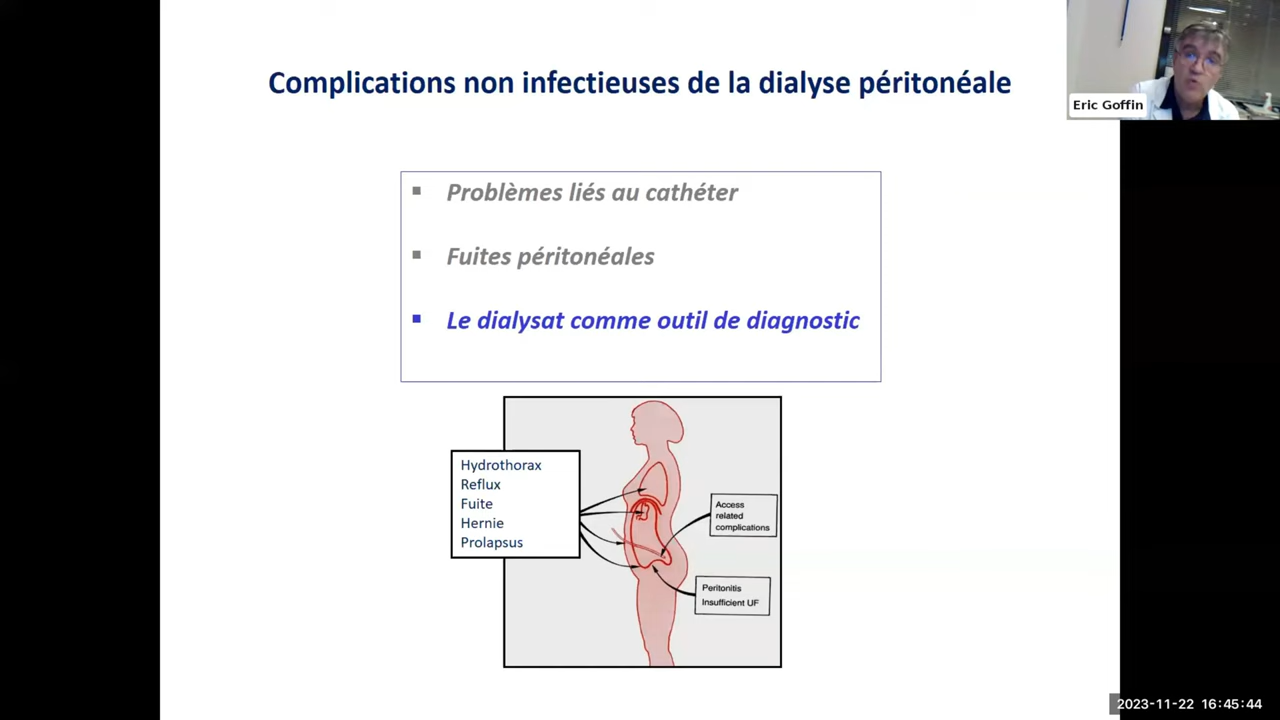 Complications non infectieuses de la dialyse péritonéale
Eric Goffin
▪ Problèmes liés au cathéter
▪ Fuites péritonéales
▪ Le dialysat comme outil de diagnostic
Hydrothorax
Reflux
Fuite
Hernie
Prolapsus
Access
related
complications
Peritonitis
Insufficient UF
2023-11-22 16:45:44